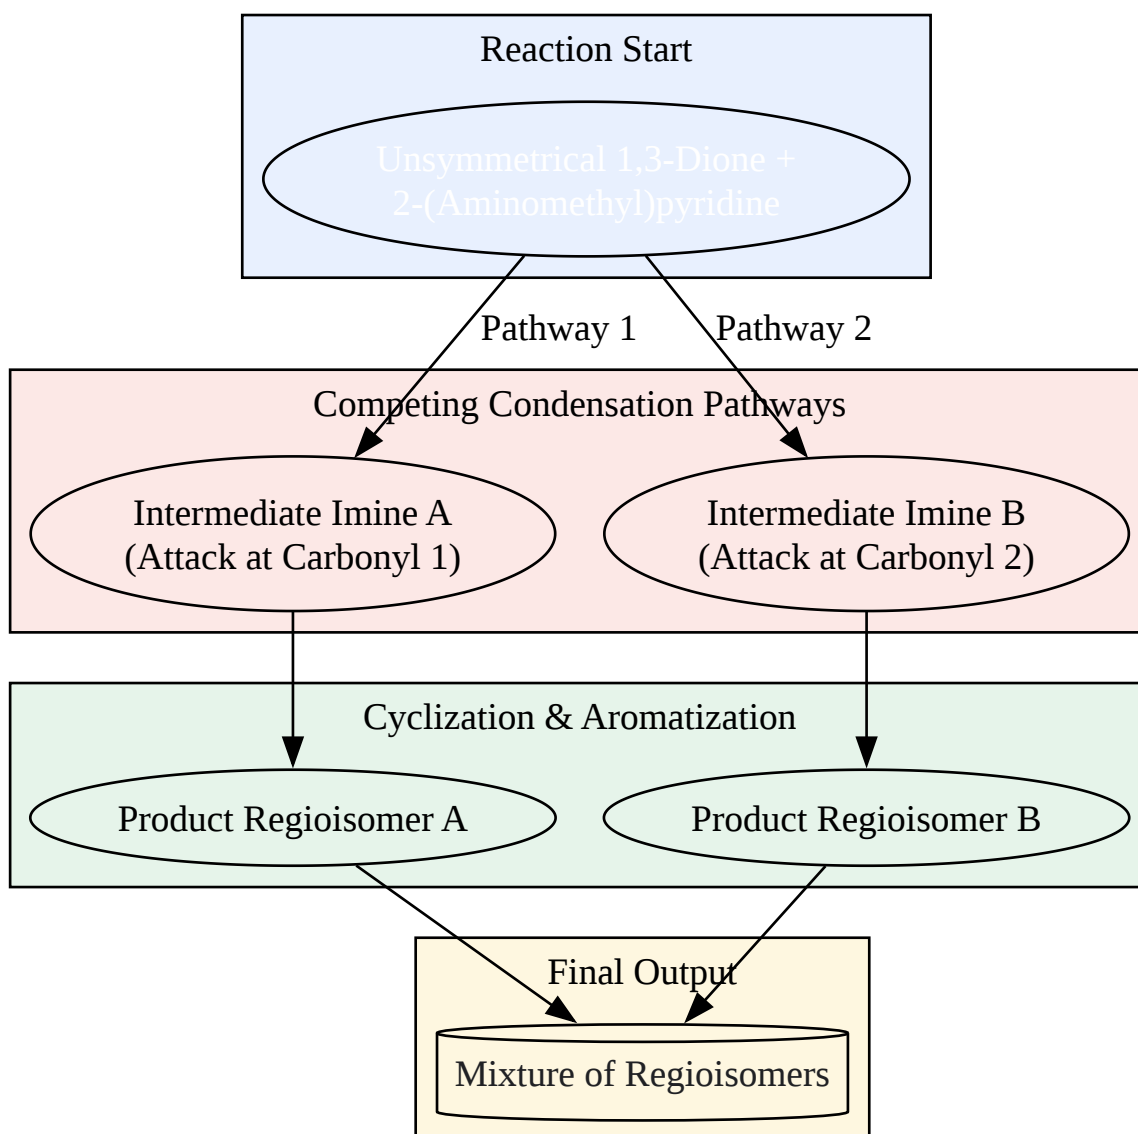 Reaction Start
Unsymmetrical 1,3-Dione +
2-(Aminomethyl)pyridine
Pathway 1
Pathway 2
Competing Condensation Pathways
Intermediate Imine A
(Attack at Carbonyl 1)
Intermediate Imine B
(Attack at Carbonyl 2)
Cyclization & Aromatization
Product Regioisomer A
Product Regioisomer B
Final Output
Mixture of Regioisomers